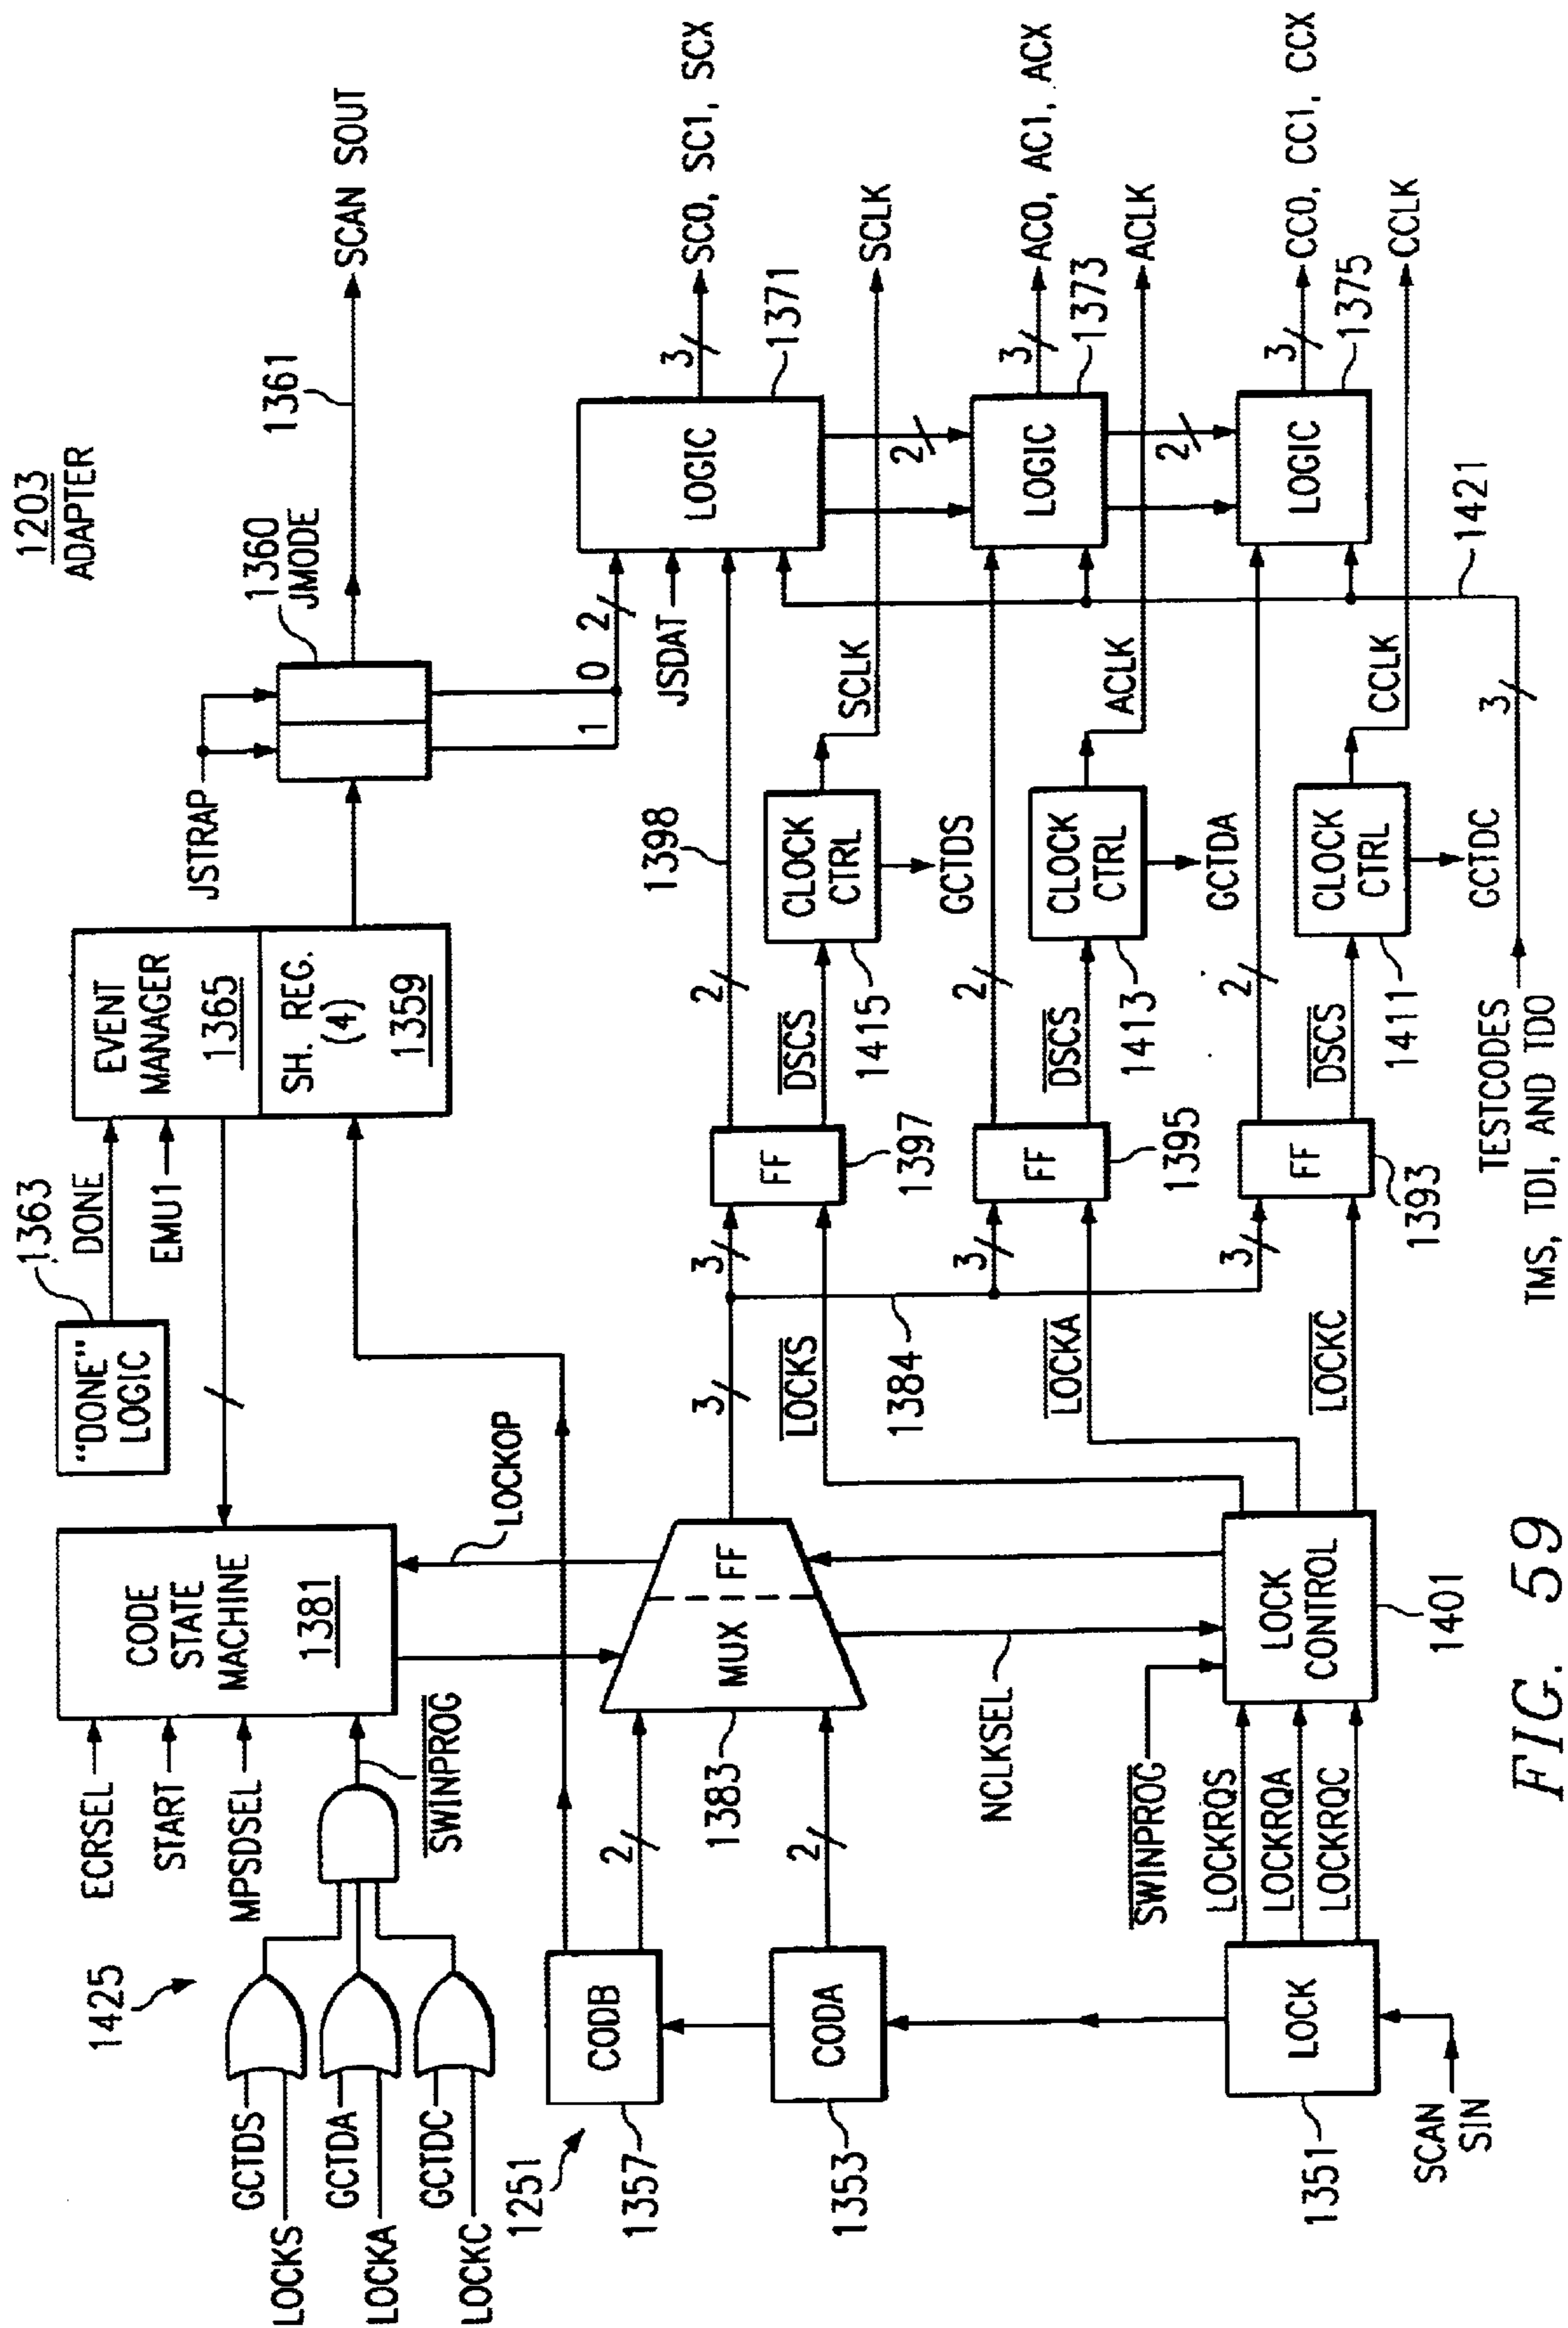 1203
ADAPTER
1425
GCTDS
LOCKS
GCTDA
LOCKA
GCTDC
LOCKC
ECRSEL
START
MPSDSEL
SWINPROG
CODE
STATE
MACHINE
1381
1363
"DONE"
LOGIC
DONE
EMU1
EVENT
MANAGER
1365
SH. REG.
(4)
1359
JSTRAP
1360
JMODE
1361
SCAN SOUT
1
0
2
LOCKOP
1251
CODB
1357
2
CODA
1353
2
MUX
FF
1383
3
1384
3
3
3
LOCKS
LOCKA
LOCKC
FF
1397
FF
1395
FF
1393
2
1398
2
2
DSCS
DSCS
DSCS
CLOCK
CTRL
1415
GCTDS
CLOCK
CTRL
1413
GCTDA
CLOCK
CTRL
1411
GCTDC
SCLK
ACLK
CCLK
JSDAT
LOGIC
1371
3
SC0, SC1, SCX
2
SCLK
LOGIC
1373
3
AC0, AC1, ACX
2
ACLK
LOGIC
1375
3
CC0, CC1, CCX
CCLK
1421
3
TESTCODES
TMS, TDI, AND TDO
NCLKSEL
SWINPROG
LOCKRQS
LOCKRQA
LOCKRQC
LOCK
CONTROL
1401
LOCK
1351
SCAN
SIN
FIG. 59